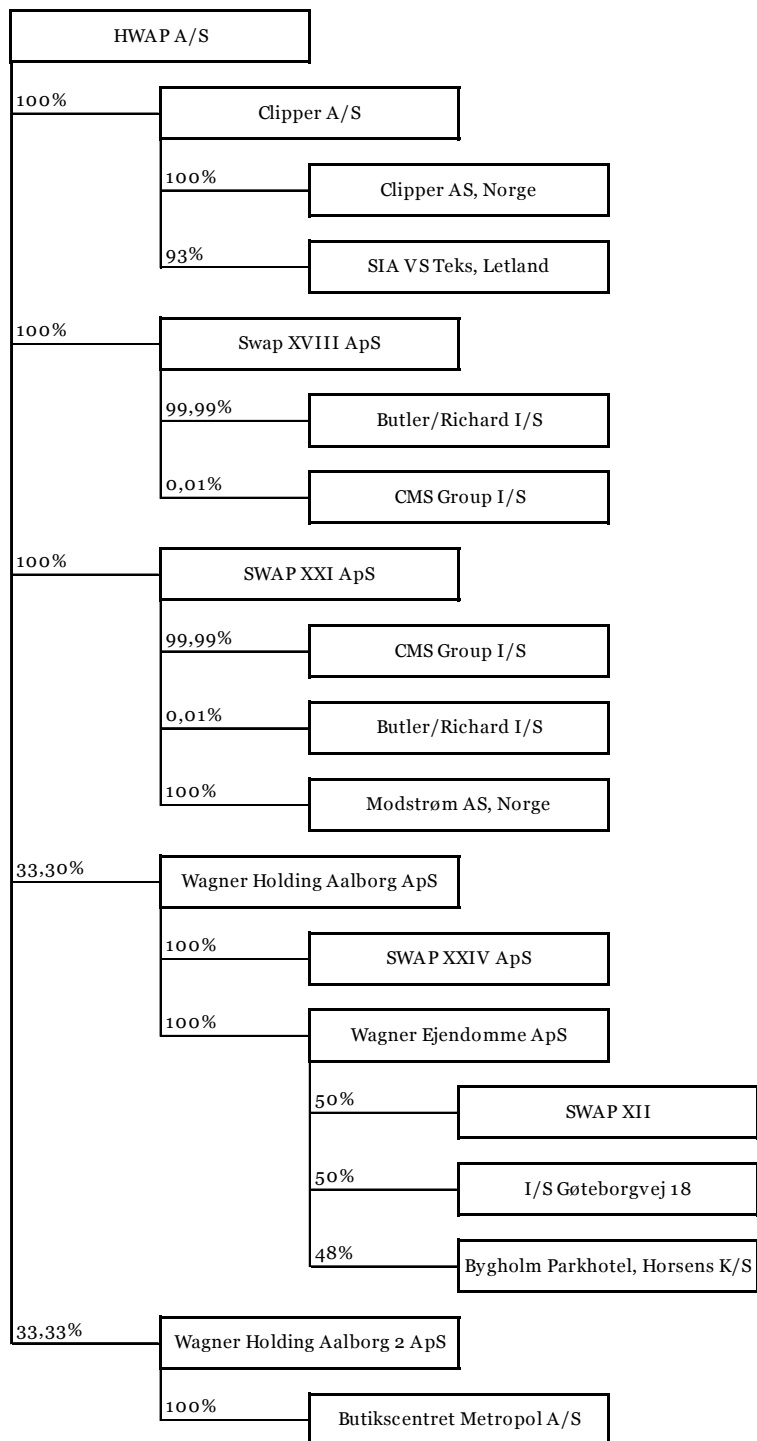 HWAP A/S
100%
Clipper A/S
100%
Clipper AS, Norge
93%
SIA VS Teks, Letland
100%
Swap XVIII ApS
99,99%
Butler/Richard I/S
0,01%
CMS Group I/S
100%
SWAP XXI ApS
99,99%
CMS Group I/S
0,01%
Butler/Richard I/S
100%
Modstrøm AS, Norge
33,30%
Wagner Holding Aalborg ApS
100%
SWAP XXIV ApS
100%
Wagner Ejendomme ApS
50%
SWAP XII
50%
I/S Gøteborgvej 18
48%
Bygholm Parkhotel, Horsens K/S
33,33%
Wagner Holding Aalborg 2 ApS
100%
Butikscentret Metropol A/S